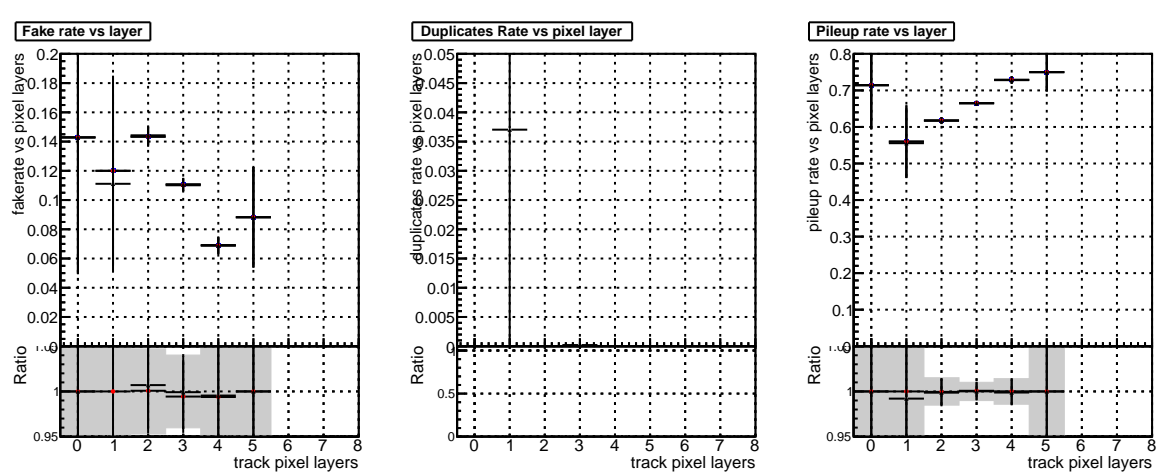 Fake rate vs layer
fakerate vs pixel layers
0.2
0.18
0.16
0.14
0.12
0.1
0.08
0.06
0.04
0.02
0
Ratio
1
0.95
0 1 2 3 4 5 6 7 8
track pixel layers
Duplicates Rate vs pixel layer
duplicates rate vs pixel layers
0.05
0.045
0.04
0.035
0.03
0.025
0.02
0.015
0.01
0.005
0
Ratio
1
0.5
0
0 1 2 3 4 5 6 7 8
track pixel layers
Pileup rate vs layer
pileup rate vs pixel layers
0.8
0.7
0.6
0.5
0.4
0.3
0.2
0.1
0
Ratio
1
0.95
0 1 2 3 4 5 6 7 8
track pixel layers